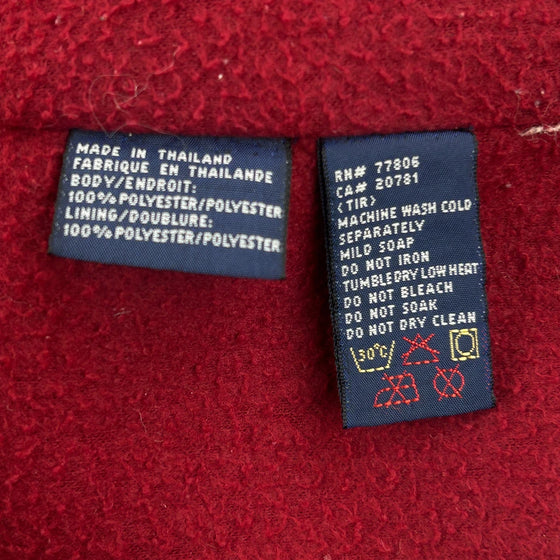 MADE IN THAILAND
FABRIQUE EN THAILANDE
BODY/ENDROIT:
100% POLYESTER/POLYESTER
LINING/DOUBLURE:
100% POLYESTER/POLYESTER
RN# 77806
CA# 20781
(TIR)
MACHINE WASH COLD
SEPARATELY
MILD SOAP
DO NOT IRON
TUMBLE DRY LOW HEAT
DO NOT BLEACH
DO NOT SOAK
DO NOT DRY CLEAN
30°C